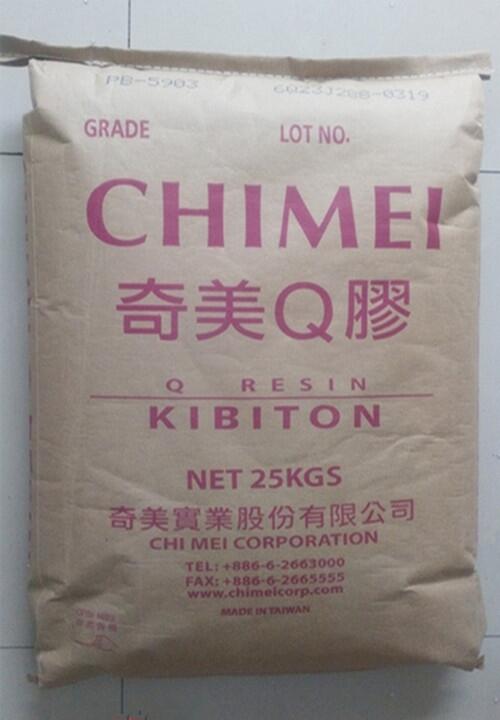 PB-5903 6Q23J288-0319
GRADE LOT NO.
CHIMEI
奇美Q膠
Q RESIN
KIBITON
NET 25KGS
奇美實業股份有限公司
CHI MEI CORPORATION
TEL: +886-6-2663000
FAX: +886-6-2665555
www.chimeicorp.com
MADE IN TAIWAN